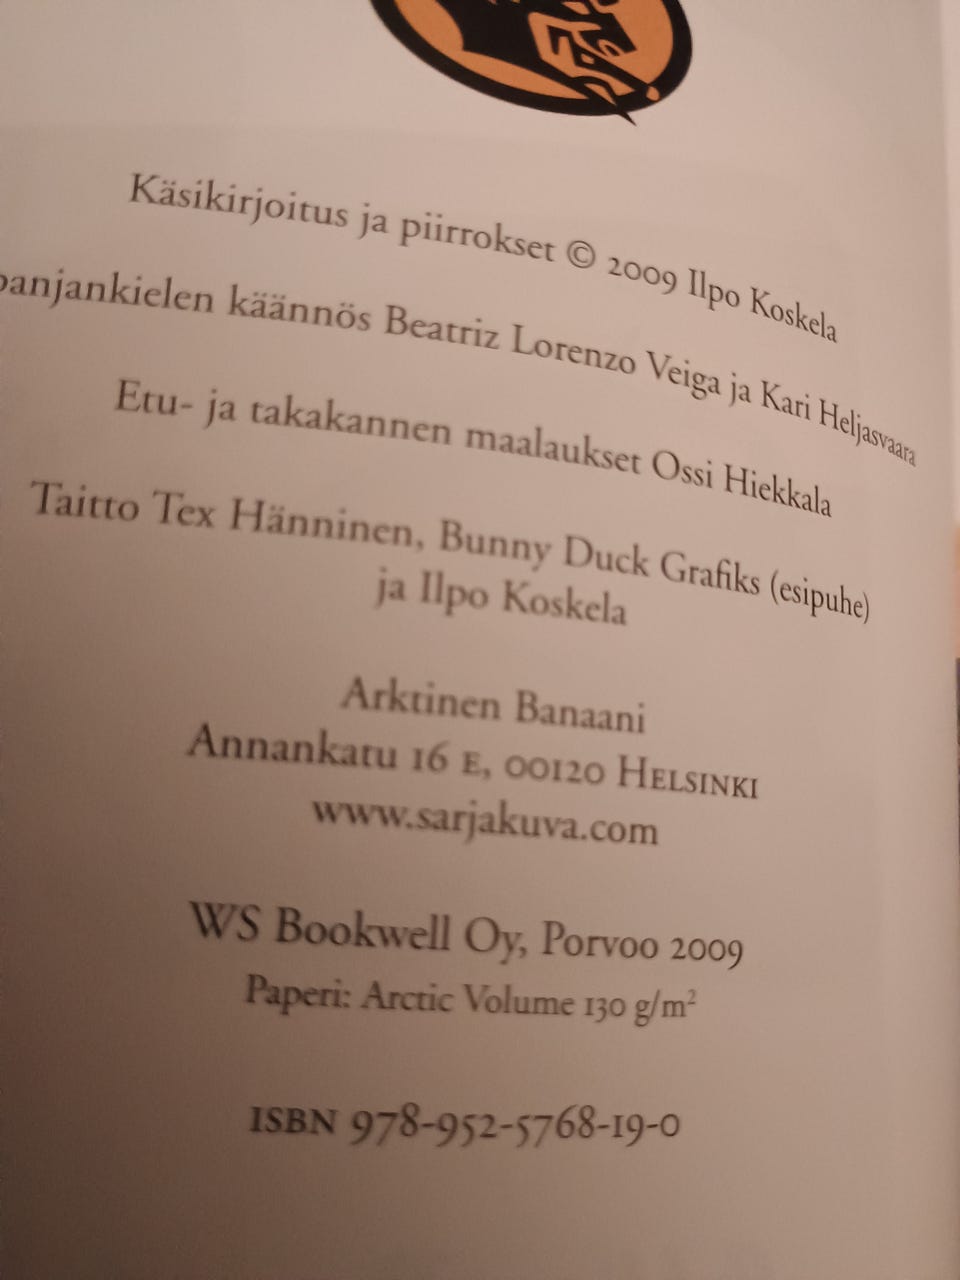 Käsikirjoitus ja piirrokset © 2009 Ilpo Koskela
panjankielen käännös Beatriz Lorenzo Veiga ja Kari Heljasvaara
Etu- ja takakannen maalaukset Ossi Hiekkala
Taitto Tex Hänninen, Bunny Duck Grafiks (esipuhe)
ja Ilpo Koskela
Arktinen Banaani
Annankatu 16 E, 00120 HELSINKI
www.sarjakuva.com
WS Bookwell Oy, Porvoo 2009
Paperi: Arctic Volume 130 g/m²
ISBN 978-952-5768-19-0